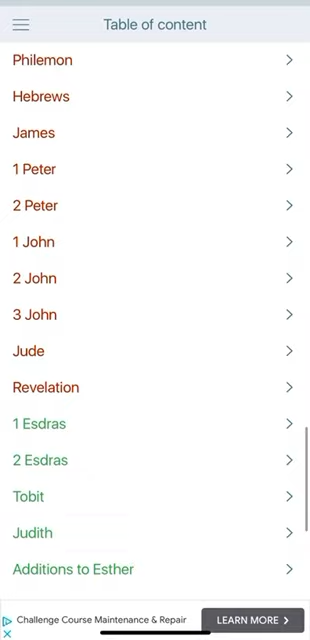 Table of content
Philemon
Hebrews
James
1 Peter
2 Peter
1 John
2 John
3 John
Jude
Revelation
1 Esdras
2 Esdras
Tobit
Judith
Additions to Esther
Challenge Course Maintenance & Repair
LEARN MORE